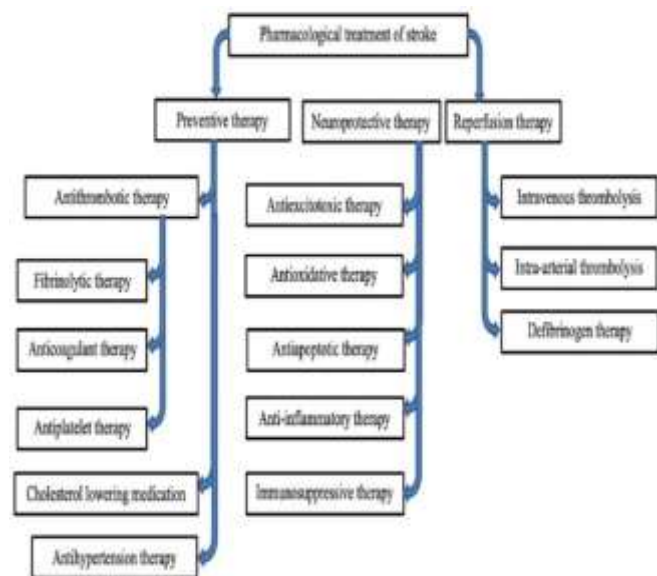 Pharmacological treatment of stroke
Preventive therapy
Neuroprotective therapy
Reperfusion therapy
Antithrombotic therapy
Fibrinolytic therapy
Anticoagulant therapy
Antiplatelet therapy
Cholesterol lowering medication
Antihypertension therapy
Antiexcitotoxic therapy
Antioxidative therapy
Antiapoptotic therapy
Anti-inflammatory therapy
Immunosuppressive therapy
Intravenous thrombolysis
Intra-arterial thrombolysis
Defibrinogen therapy